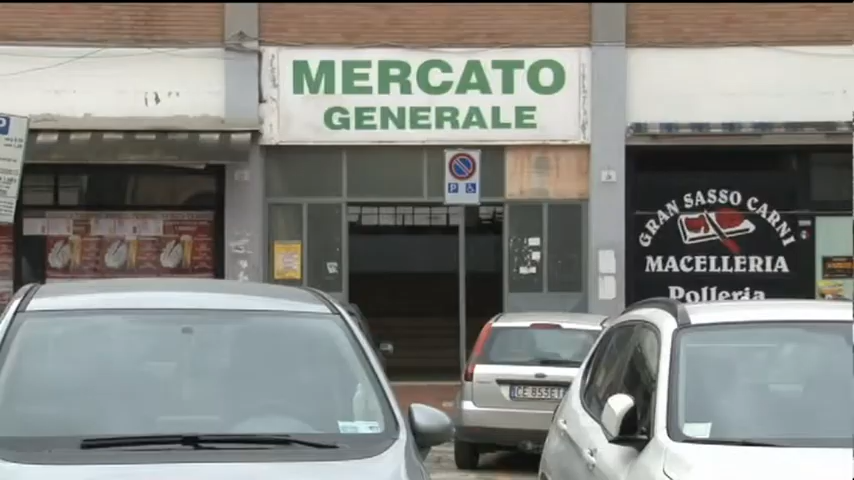 MERCATO
GENERALE
P
P
GRAN SASSO CARNI
MACELLERIA
Polleria